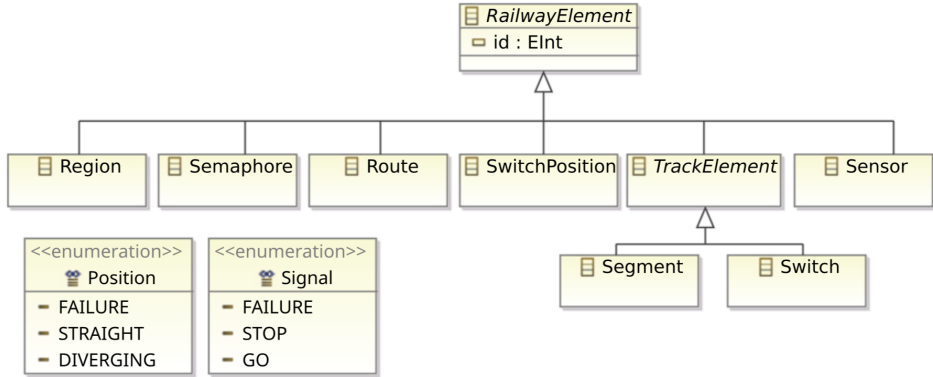 RailwayElement
id : EInt
Region
Semaphore
Route
SwitchPosition
TrackElement
Sensor
<<enumeration>>
Position
FAILURE
STRAIGHT
DIVERGING
<<enumeration>>
Signal
FAILURE
STOP
GO
Segment
Switch